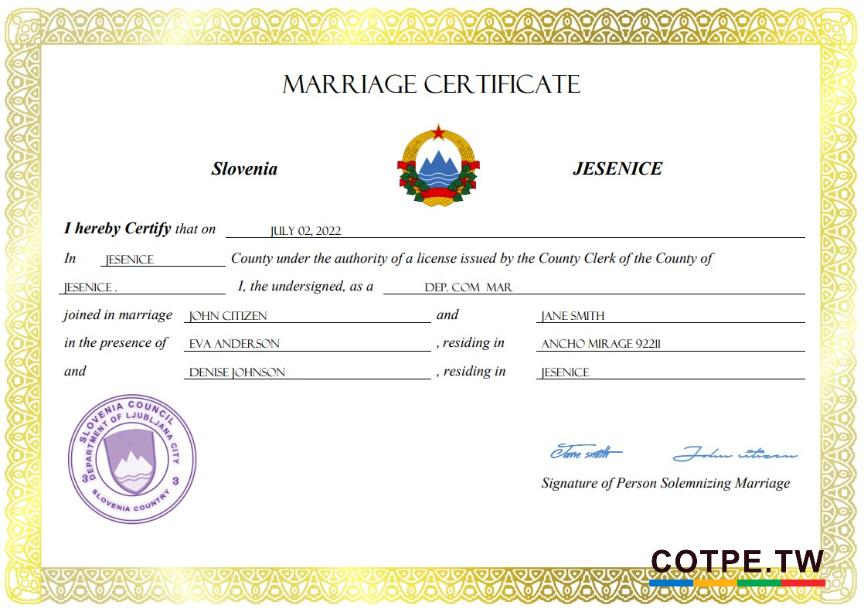 MARRIAGE CERTIFICATE
Slovenia JESENICE
I hereby Certify that on JULY 02, 2022
In JESENICE County under the authority of a license issued by the County Clerk of the County of
JESENICE . I, the undersigned, as a DEP. COM MAR
joined in marriage JOHN CITIZEN and JANE SMITH
in the presence of EVA ANDERSON , residing in ANCHO MIRAGE 92211
and DENISE JOHNSON , residing in JESENICE
SLOVENIA COUNCIL
DEPARTMENT OF LJUBLJANA CITY
3 3
SLOVENIA COUNTRY
Jane smith John citizen
Signature of Person Solemnizing Marriage
COTPE.TW